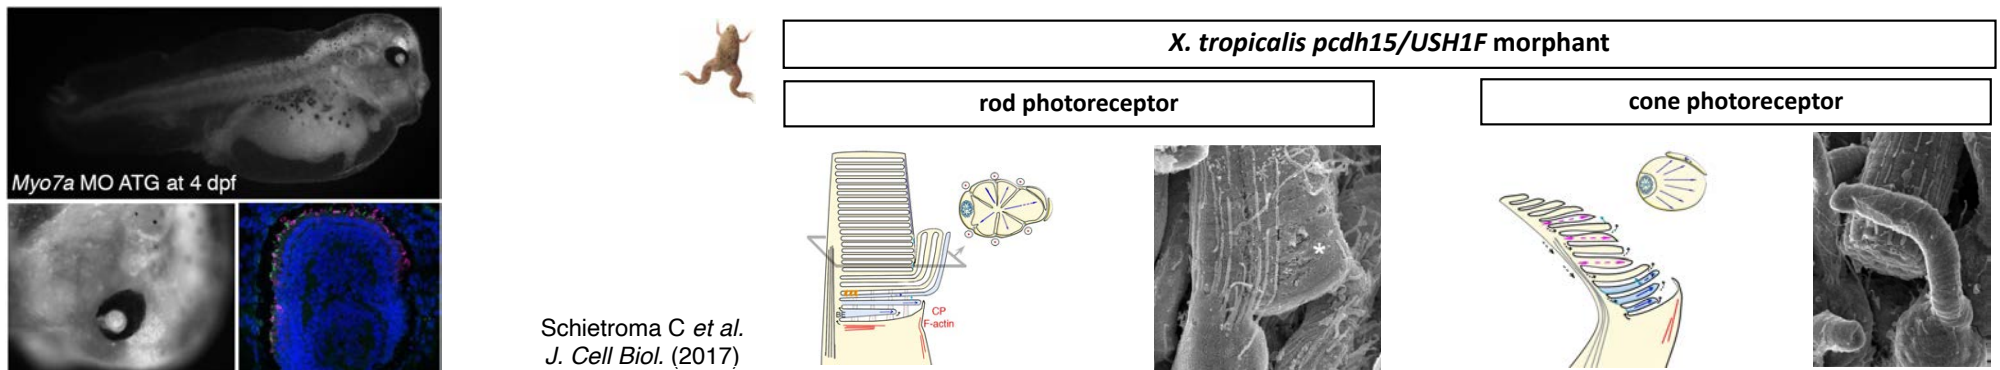 Myo7a MO ATG at 4 dpf
Schietroma C et al.
J. Cell Biol. (2017)
X. tropicalis pcdh15/USH1F morphant
rod photoreceptor
cone photoreceptor
CP
F-actin
*